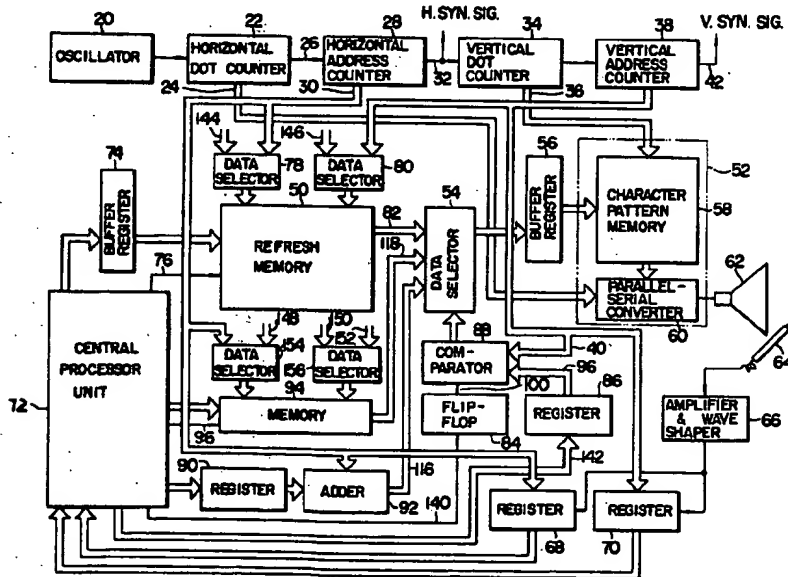 20
OSCILLATOR
22
HORIZONTAL
DOT COUNTER
24
26
28
HORIZONTAL
ADDRESS
COUNTER
30
H. SYN. SIG.
32
34
VERTICAL
DOT
COUNTER
36
38
VERTICAL
ADDRESS
COUNTER
V. SYN. SIG.
42
144
146
74
BUFFER
REGISTER
DATA
SELECTOR
78
DATA
SELECTOR
80
50
REFRESH
MEMORY
76
82
118
54
DATA
SELECTOR
56
BUFFER
REGISTER
52
CHARACTER
PATTERN
MEMORY
58
PARALLEL-
SERIAL
CONVERTER
60
62
64
CENTRAL
PROCESSOR
UNIT
72
148
150
152
DATA
SELECTOR
154
DATA
SELECTOR
156
94
MEMORY
96
88
COM-
PARATOR
40
96
100
86
REGISTER
FLIP-
FLOP
84
AMPLIFIER
& WAVE
SHAPER
66
90
REGISTER
ADDER
92
116
140
142
REGISTER
68
REGISTER
70